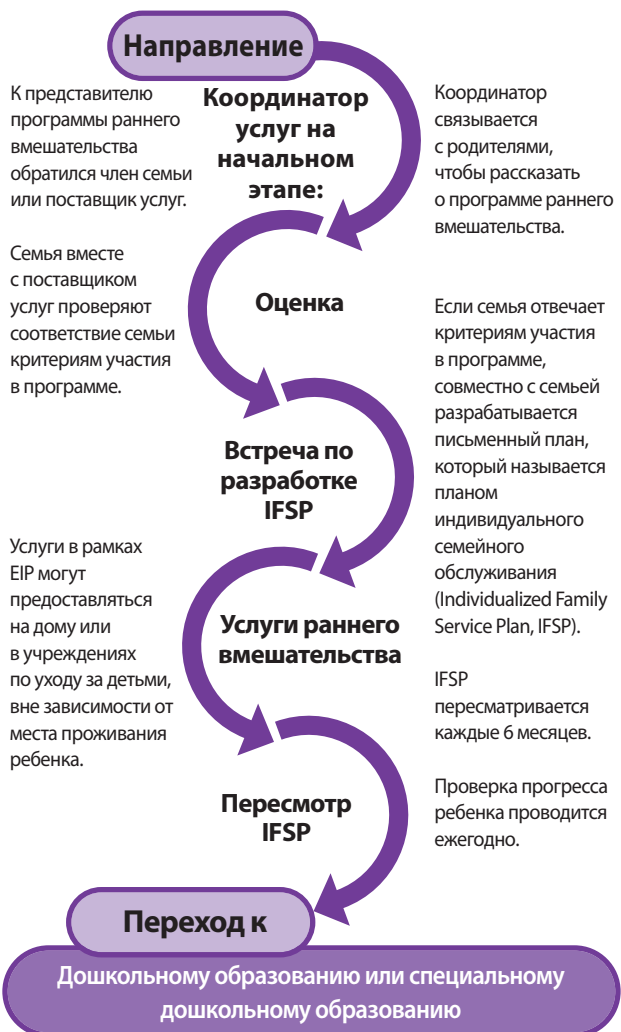 Направление
К представителю
программы раннего
вмешательства
обратился член семьи
или поставщик услуг.
Координатор
услуг на
начальном
этапе:
Координатор
связывается
с родителями,
чтобы рассказать
о программе раннего
вмешательства.
Семья вместе
с поставщиком
услуг проверяют
соответствие семьи
критериям участия
в программе.
Оценка
Если семья отвечает
критериям участия
в программе,
совместно с семьей
разрабатывается
письменный план,
который называется
планом
индивидуального
семейного
обслуживания
(Individualized Family
Service Plan, IFSP).
Встреча по
разработке
IFSP
Услуги в рамках
EIP могут
предоставляться
на дому или
в учреждениях
по уходу за детьми,
вне зависимости от
места проживания
ребенка.
Услуги раннего
вмешательства
IFSP
пересматривается
каждые 6 месяцев.
Проверка прогресса
ребенка проводится
ежегодно.
Пересмотр
IFSP
Переход к
Дошкольному образованию или специальному
дошкольному образованию